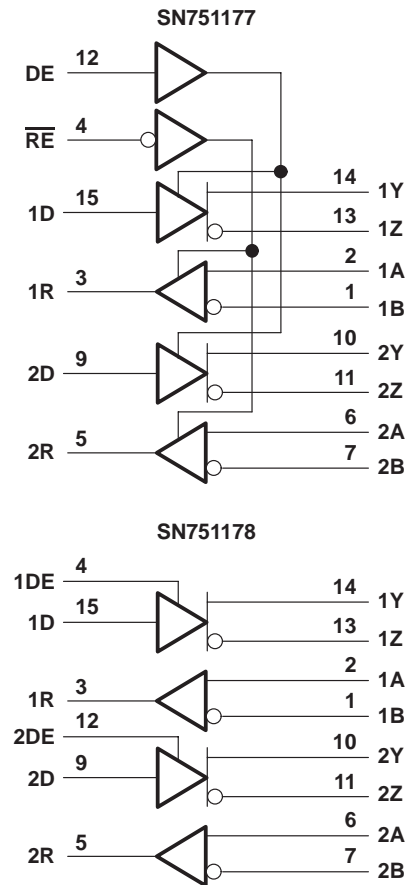 SN751177
DE 12
RE 4
1D 15
14 1Y
13 1Z
1R 3
2 1A
1 1B
2D 9
10 2Y
11 2Z
2R 5
6 2A
7 2B
SN751178
1DE 4
1D 15
14 1Y
13 1Z
1R 3
2 1A
1 1B
2DE 12
2D 9
10 2Y
11 2Z
2R 5
6 2A
7 2B